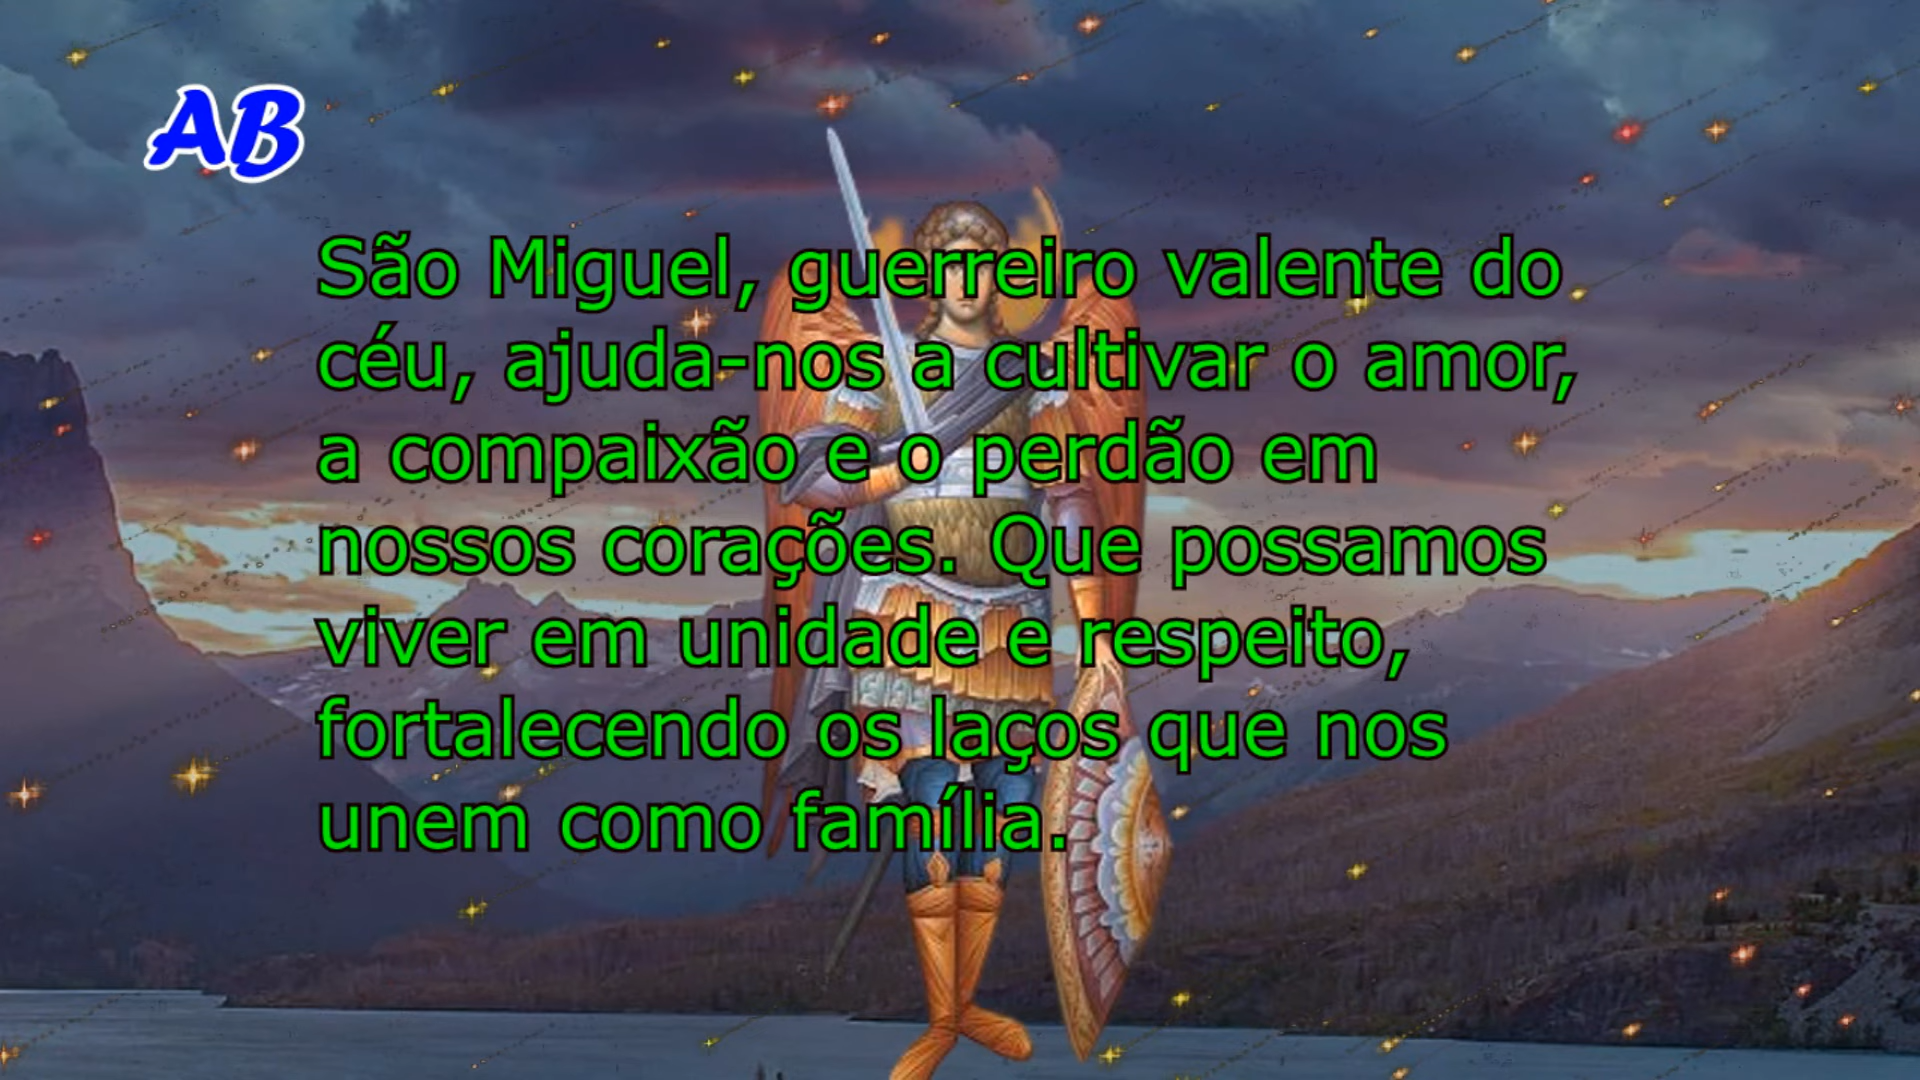 AB
São Miguel, guerreiro valente do
céu, ajuda-nos a cultivar o amor,
a compaixão e o perdão em
nossos corações. Que possamos
viver em unidade e respeito,
fortalecendo os laços que nos
unem como família.